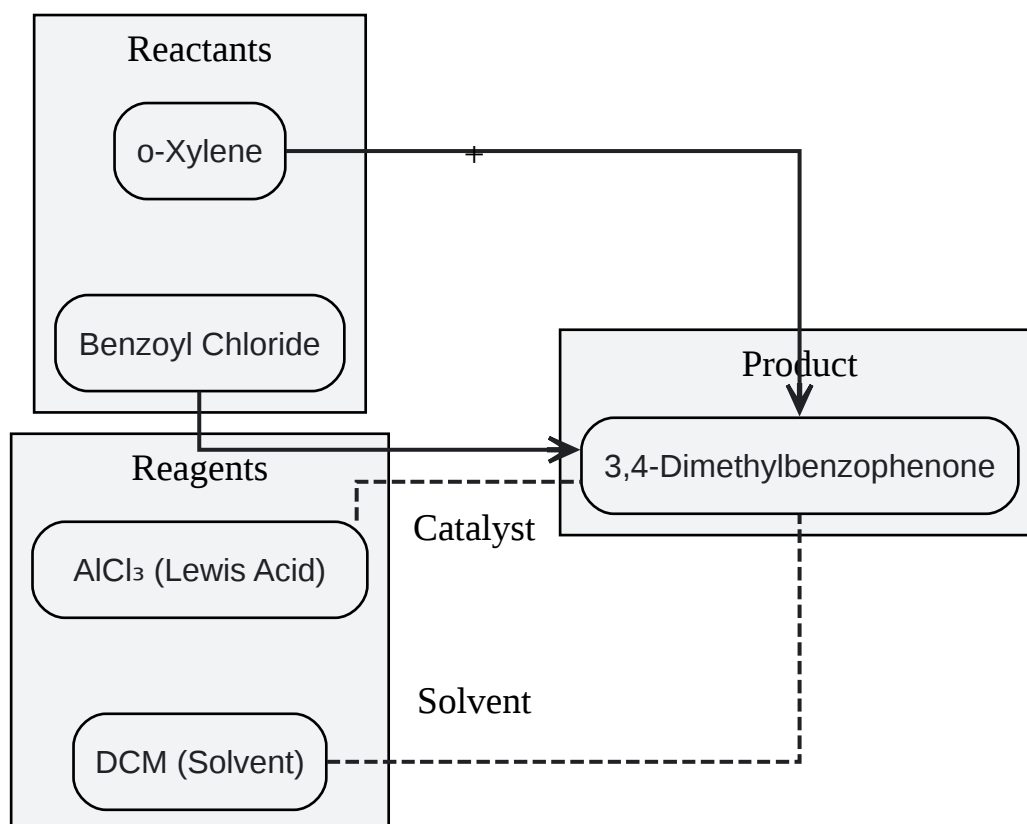 Reactants
o-Xylene
+
Benzoyl Chloride
Product
3,4-Dimethylbenzophenone
Reagents
Catalyst
AlCl₃ (Lewis Acid)
Solvent
DCM (Solvent)